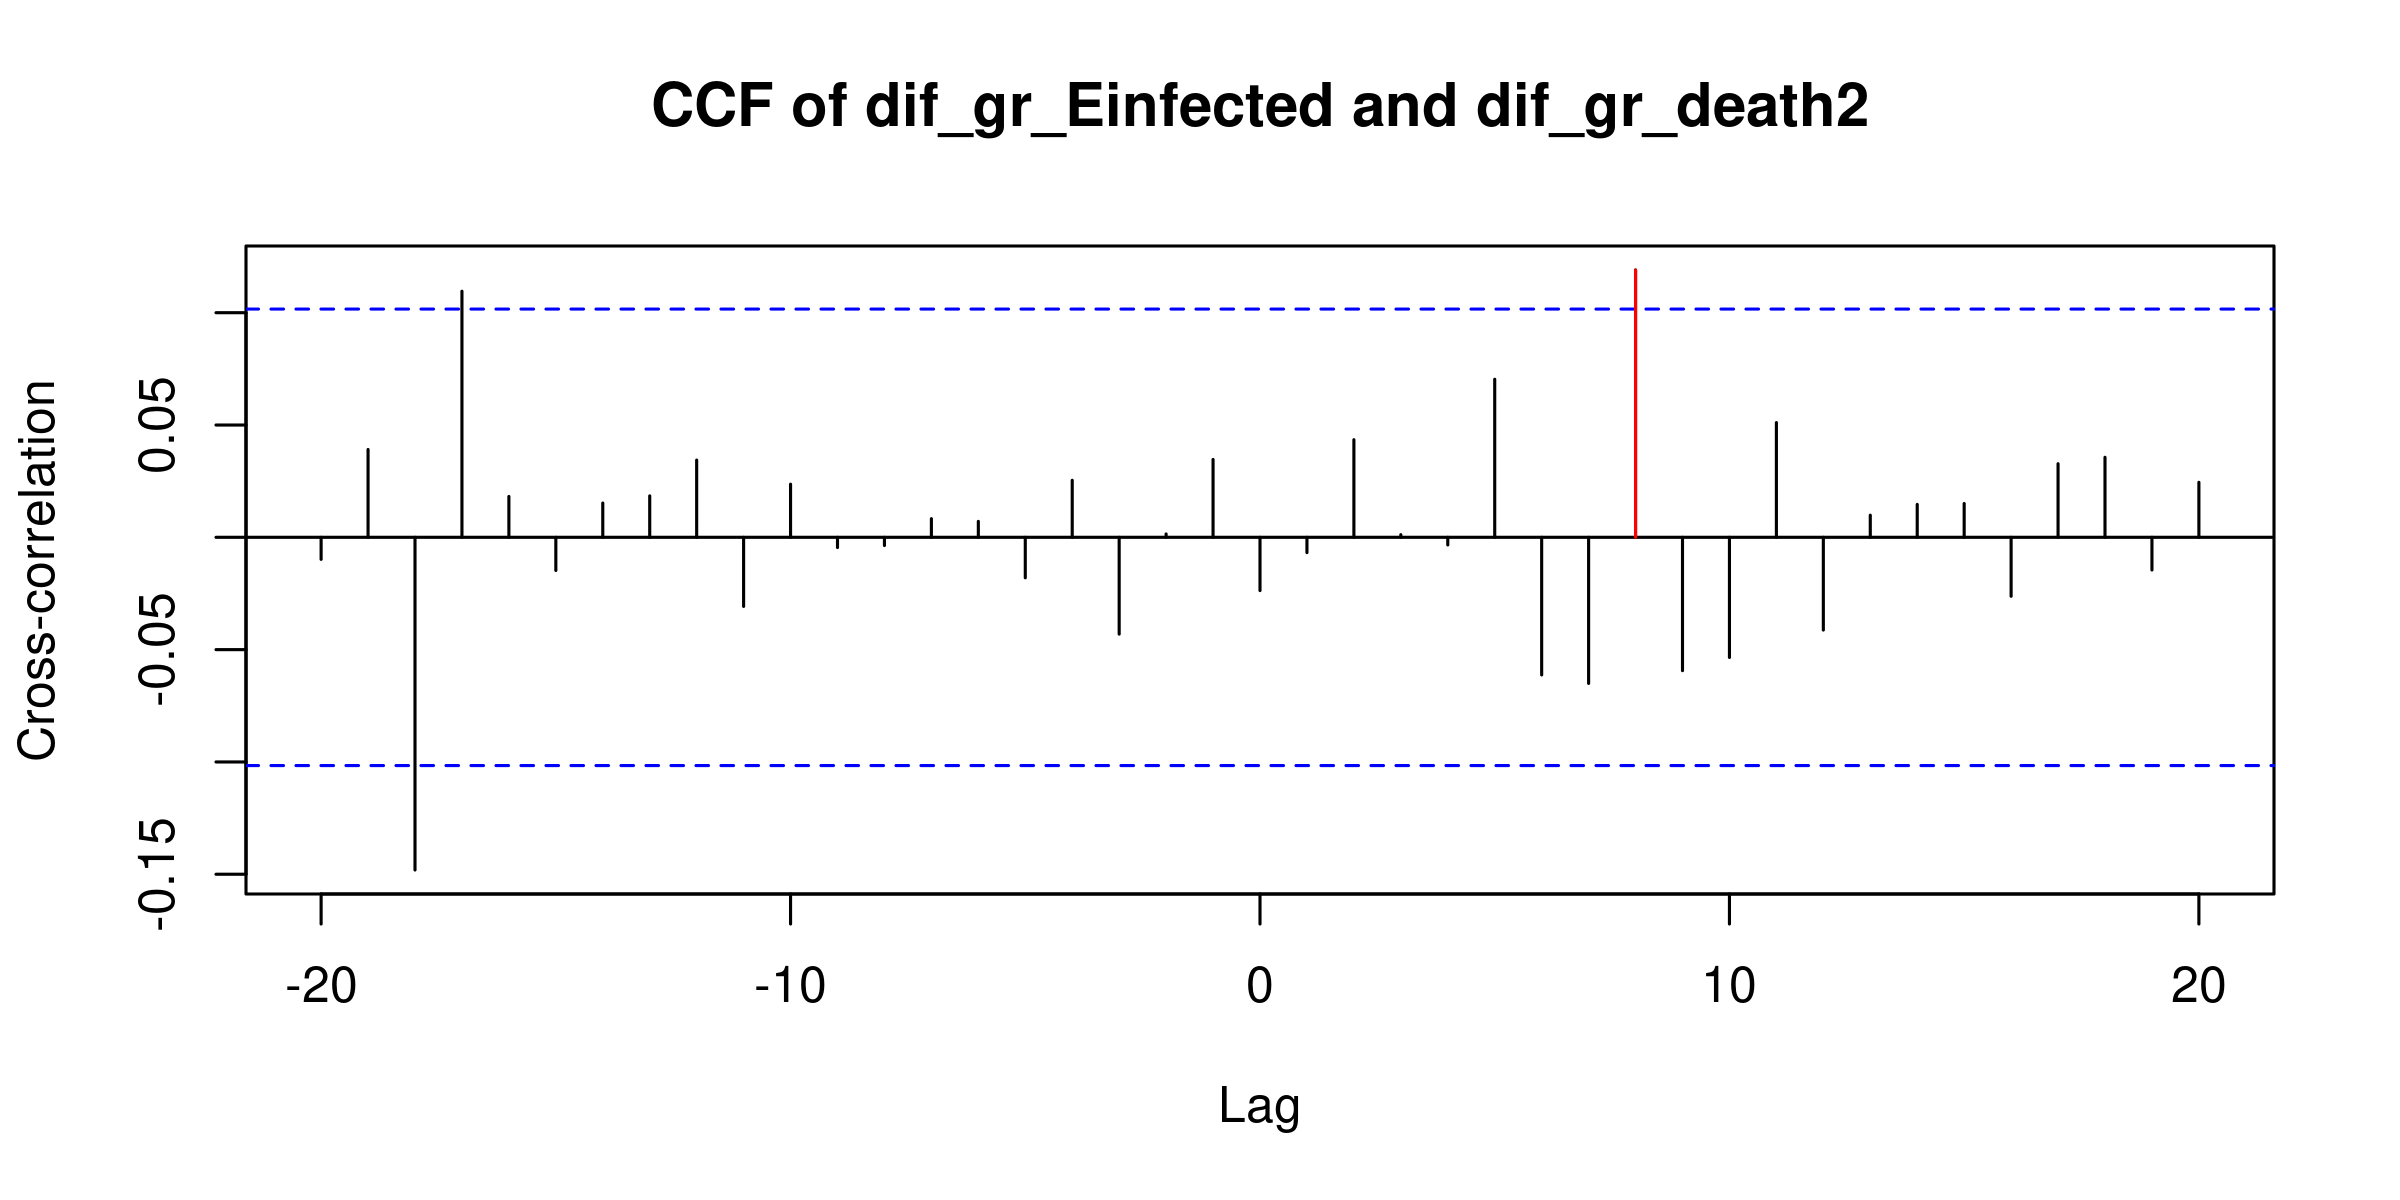 CCF of dif_gr_Einfected and dif_gr_death2
Cross-correlation
0.05
-0.05
-0.15
-20 -10 0 10 20
Lag